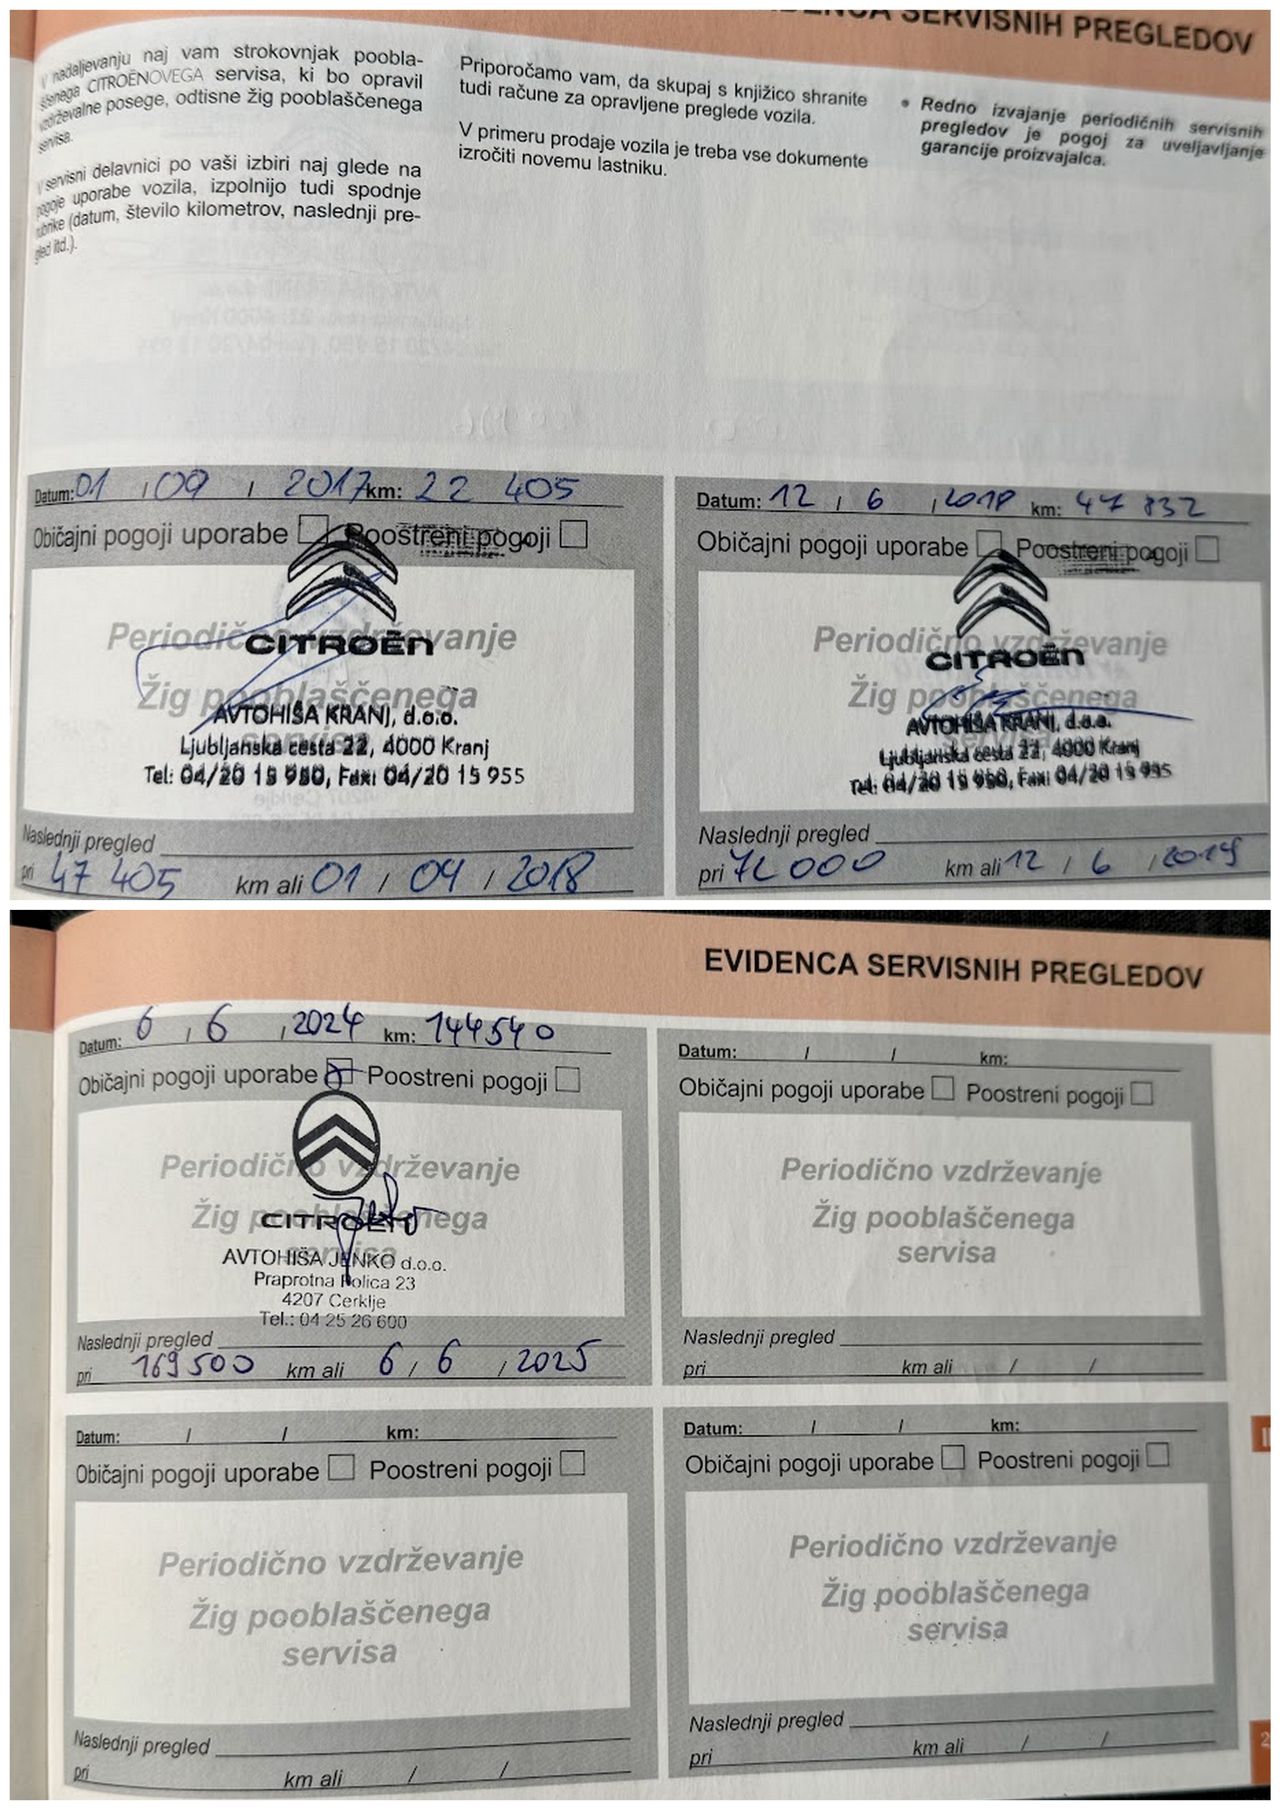 EVIDENCA SERVISNIH PREGLEDOV
V nadaljevanju naj vam strokovnjak poobla-
ščenega CITROËNOVEGA servisa, ki bo opravil
vzdrževalne posege, odtisne žig pooblaščenega
servisa.
V servisni delavnici po vaši izbiri naj glede na
pogoje uporabe vozila, izpolnijo tudi spodnje
rubrike (datum, število kilometrov, naslednji pre-
gled itd.).
Priporočamo vam, da skupaj s knjižico shranite
tudi račune za opravljene preglede vozila.
V primeru prodaje vozila je treba vse dokumente
izročiti novemu lastniku.
• Redno izvajanje periodičnih servisnih
pregledov je pogoj za uveljavljanje
garancije proizvajalca.
Datum: 01 / 09 / 2017 km: 22 405
Običajni pogoji uporabe Poostreni pogoji
Periodično vzdrževanje
CITROËN
Žig pooblaščenega
servisa
AVTOHIŠA KRANJ, d.o.o.
Ljubljanska cesta 22, 4000 Kranj
Tel: 04/20 15 950, Fax: 04/20 15 955
Naslednji pregled
pri 47 405 km ali 01 / 09 / 2018
Datum: 12 / 6 / 2018 km: 47 832
Običajni pogoji uporabe Poostreni pogoji
Periodično vzdrževanje
CITROËN
Žig pooblaščenega
servisa
AVTOHIŠA KRANJ, d.o.o.
Ljubljanska cesta 22, 4000 Kranj
Tel: 04/20 15 950, Fax: 04/20 15 955
Naslednji pregled
pri 72 000 km ali 12 / 6 / 2019
EVIDENCA SERVISNIH PREGLEDOV
Datum: 6 / 6 / 2024 km: 144540
Običajni pogoji uporabe Poostreni pogoji
Periodično vzdrževanje
Žig pooblaščenega
CITROËN
servisa
AVTOHIŠA JENKO d.o.o.
Praprotna Polica 23
4207 Cerklje
Tel.: 04 25 26 600
Naslednji pregled
pri 169500 km ali 6 / 6 / 2025
Datum: / / km:
Običajni pogoji uporabe Poostreni pogoji
Periodično vzdrževanje
Žig pooblaščenega
servisa
Naslednji pregled
pri km ali / /
Datum: / / km:
Običajni pogoji uporabe Poostreni pogoji
Periodično vzdrževanje
Žig pooblaščenega
servisa
Naslednji pregled
pri km ali / /
Datum: / / km:
Običajni pogoji uporabe Poostreni pogoji
Periodično vzdrževanje
Žig pooblaščenega
servisa
Naslednji pregled
pri km ali / /